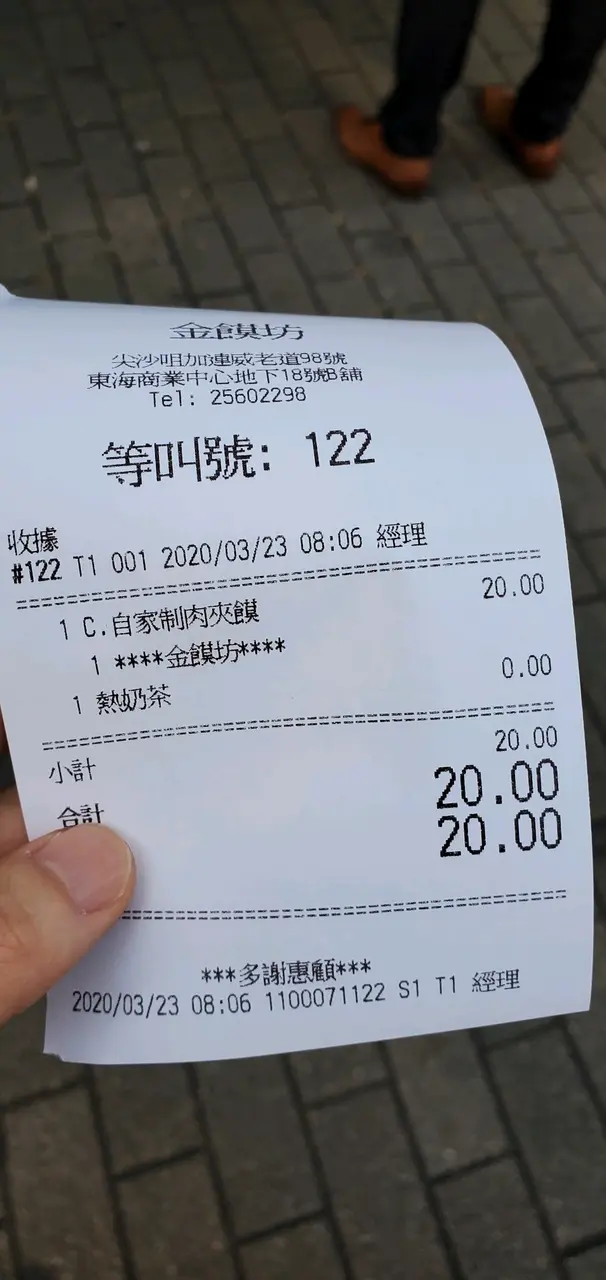 金饃坊
尖沙咀加連威老道98號
東海商業中心地下18號B舖
Tel: 25602298
等叫號: 122
收據
#122 T1 001 2020/03/23 08:06 經理
1 C.自家制肉夾饃 20.00
1 ****金饃坊****
1 熱奶茶 0.00
小計 20.00
合計 20.00
20.00
***多謝惠顧***
2020/03/23 08:06 1100071122 S1 T1 經理